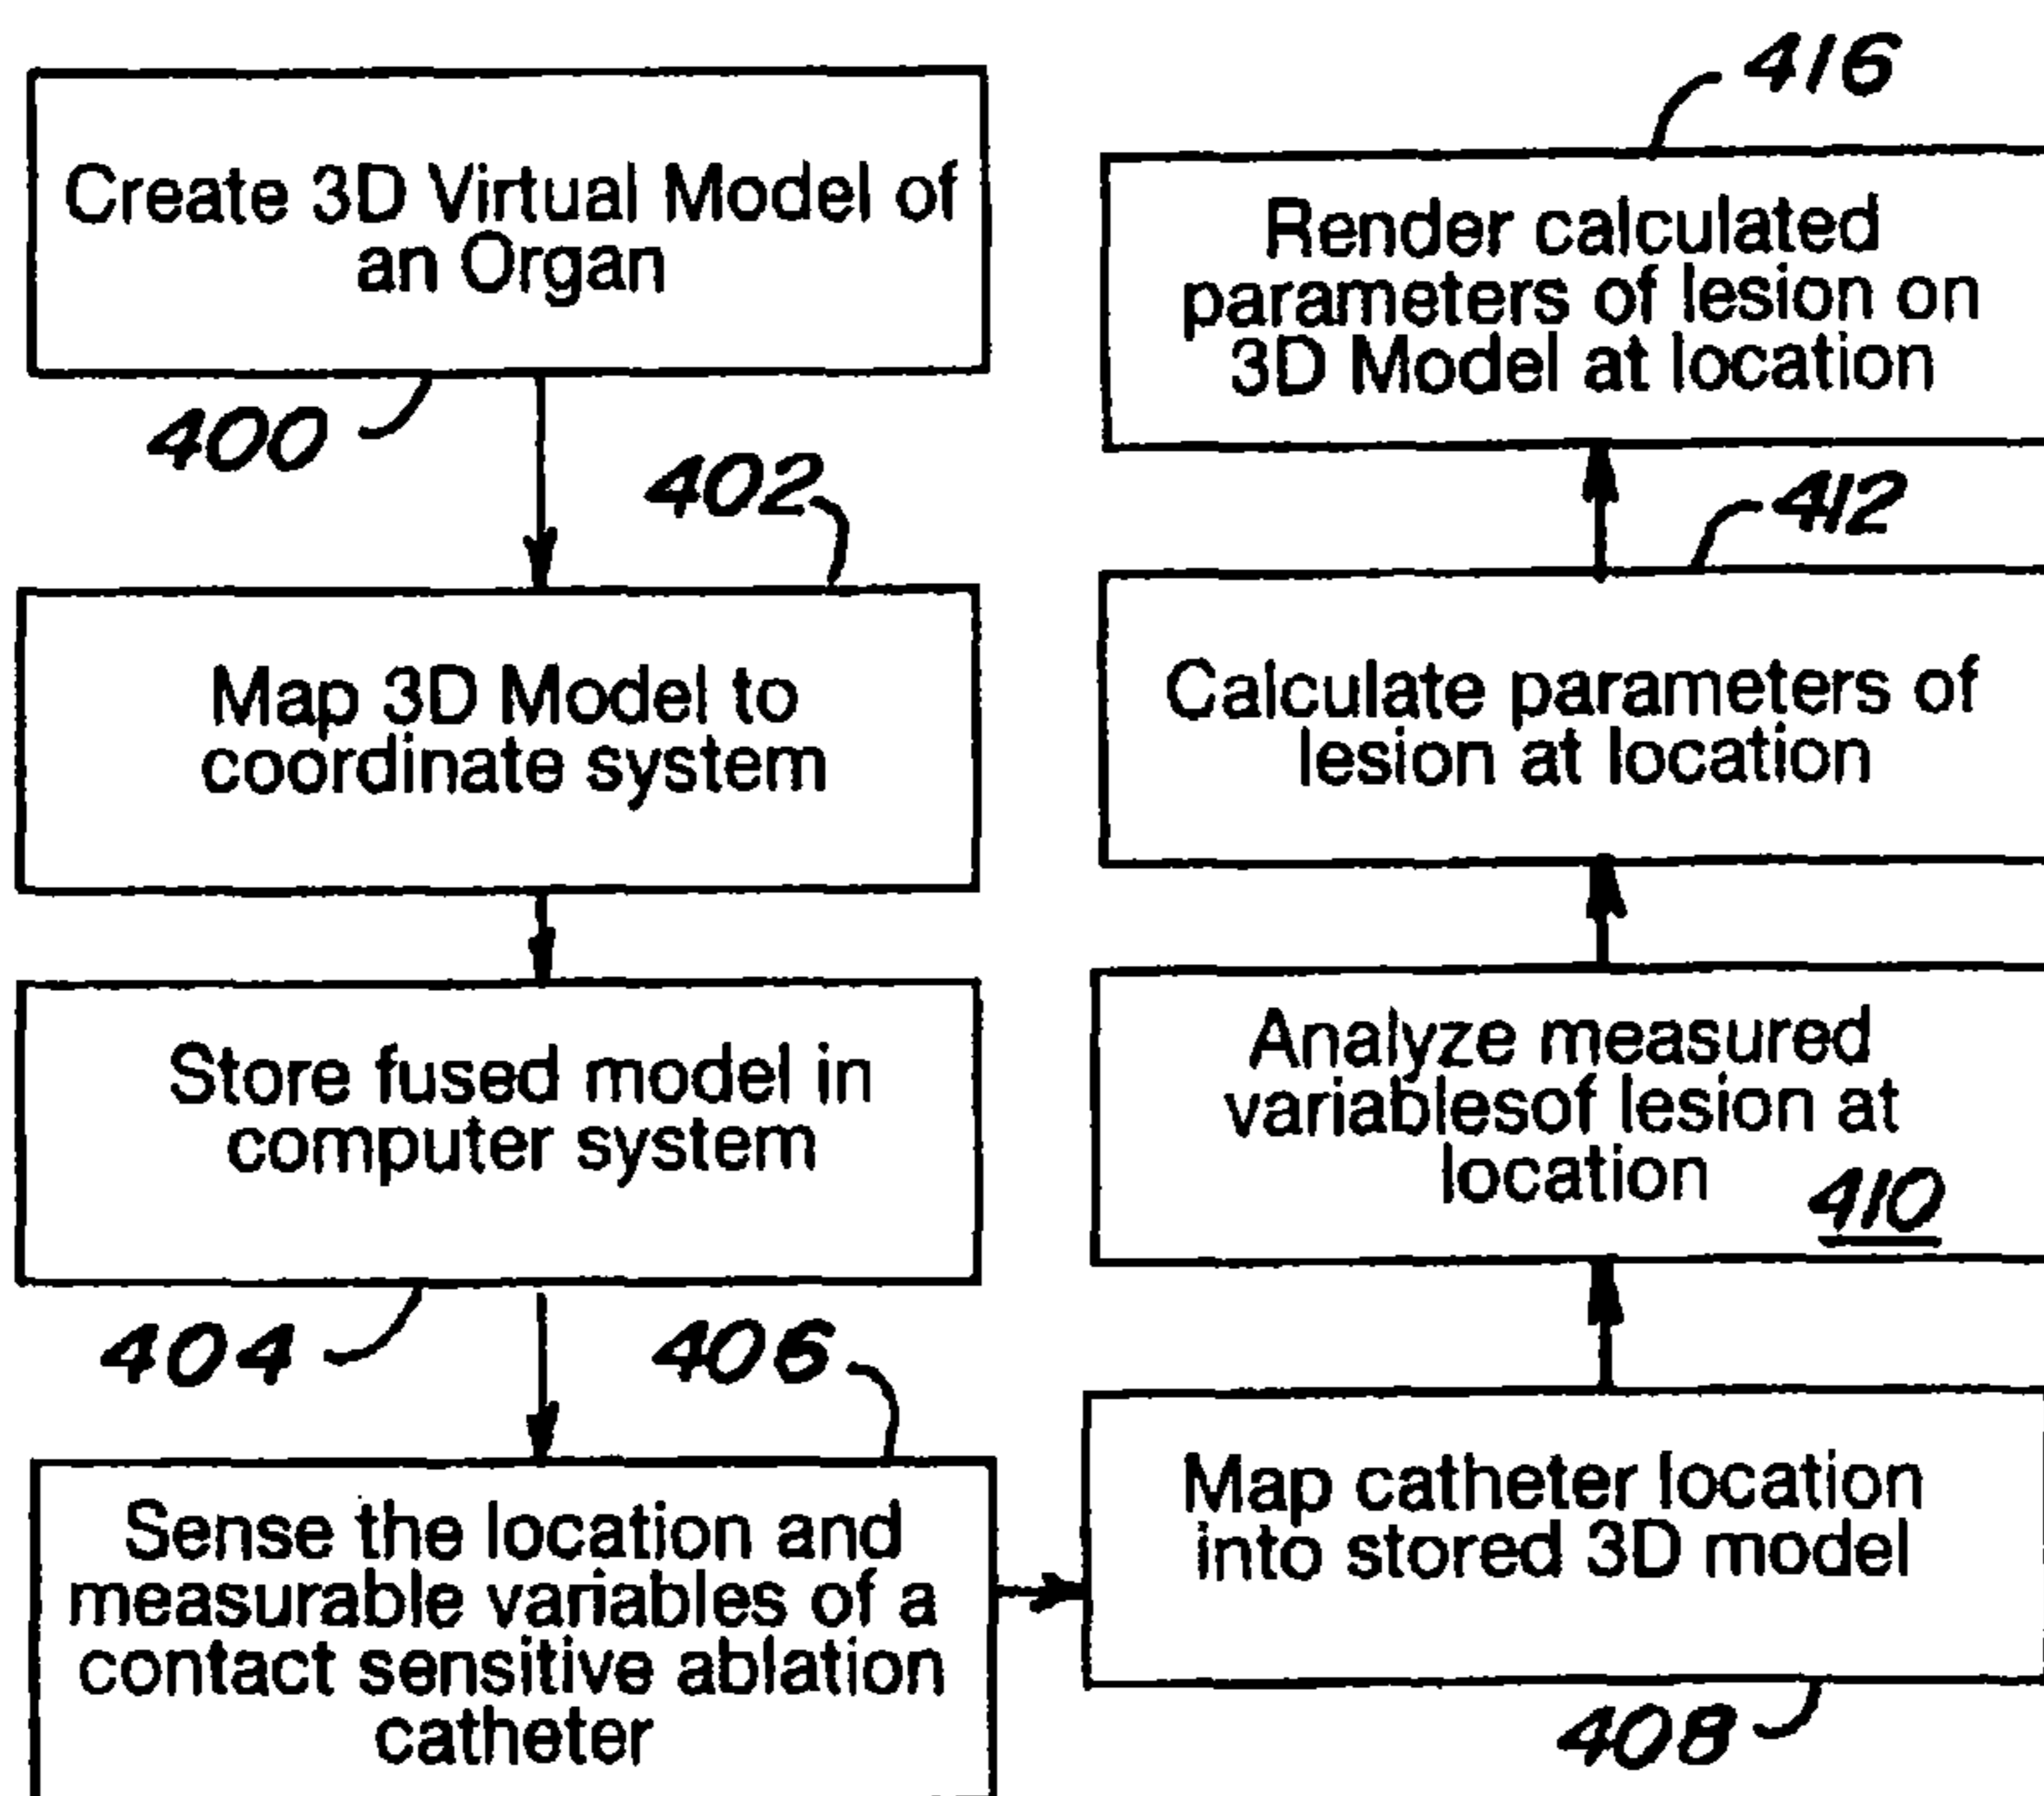 Create 3D Virtual Model of
an Organ
400
402
Map 3D Model to
coordinate system
Store fused model in
computer system
404
406
Sense the location and
measurable variables of a
contact sensitive ablation
catheter
416
Render calculated
parameters of lesion on
3D Model at location
412
Calculate parameters of
lesion at location
Analyze measured
variablesof lesion at
location
410
Map catheter location
into stored 3D model
408